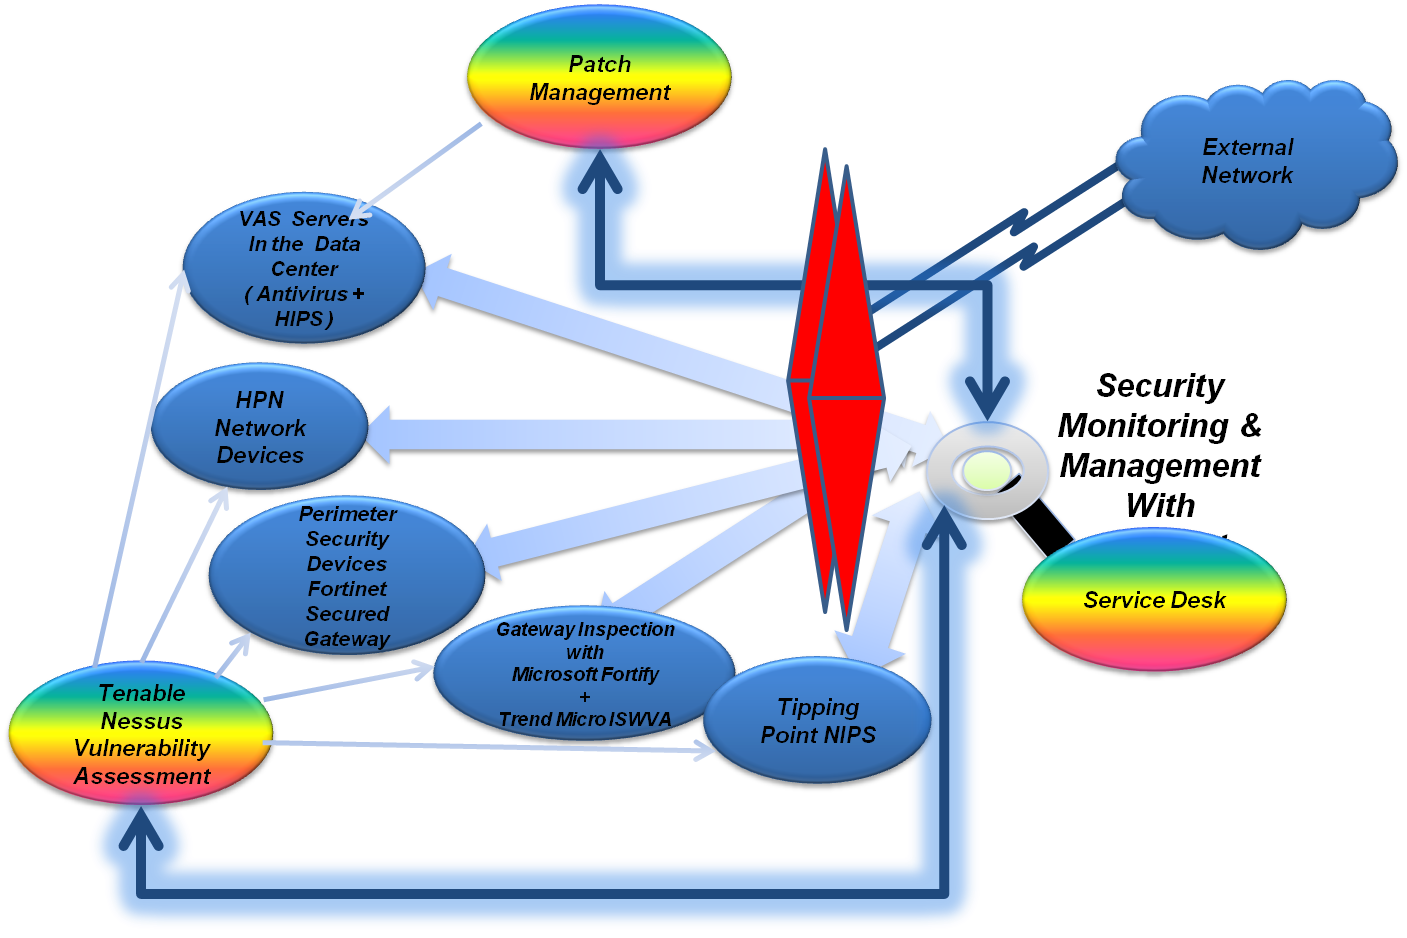 Patch
Management
External
Network
VAS Servers
In the Data
Center
( Antivirus +
HIPS )
HPN
Network
Devices
Security
Monitoring &
Management
With
Perimeter
Security
Devices
Fortinet
Secured
Gateway
Service Desk
Gateway Inspection
with
Microsoft Fortify
+
Trend Micro ISWVA
Tipping
Point NIPS
Tenable
Nessus
Vulnerability
Assessment